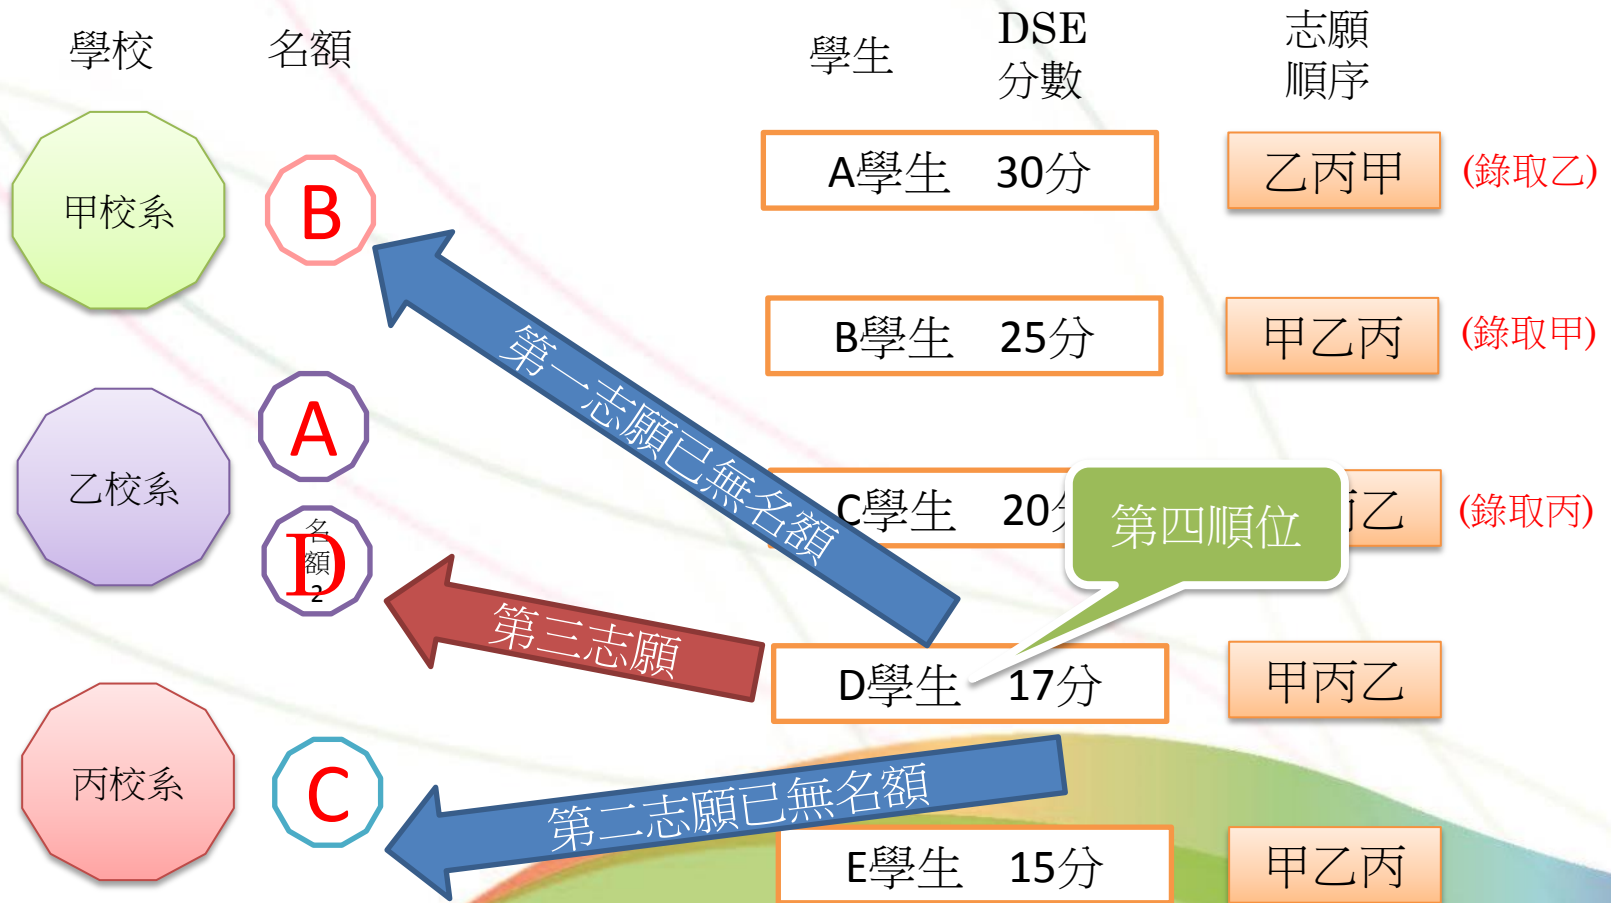 學校
名額
學生
DSE
分數
志願
順序
甲校系
B
A學生 30分
乙丙甲
(錄取乙)
B學生 25分
甲乙丙
(錄取甲)
第一志願已無名額
乙校系
A
名
額
2
D
C學生 20
乙
(錄取丙)
第四順位
第三志願
D學生 17分
甲丙乙
丙校系
C
第二志願已無名額
E學生 15分
甲乙丙